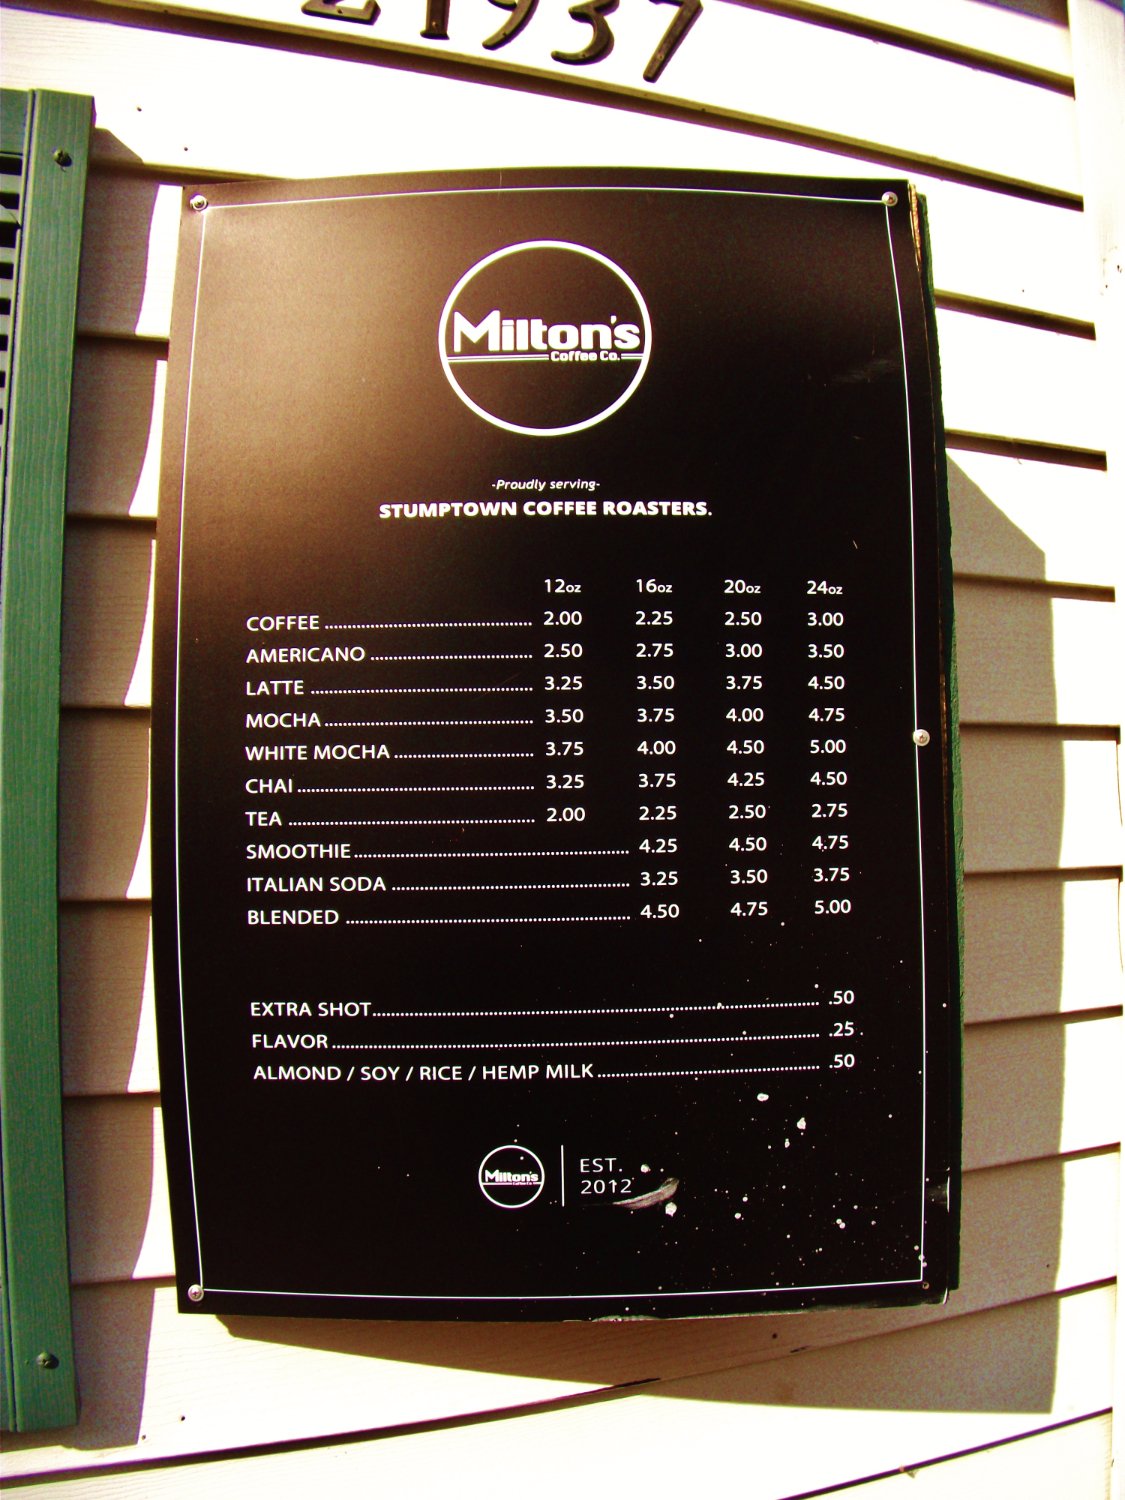 21937
Milton's
Coffee Co.
-Proudly serving-
STUMPTOWN COFFEE ROASTERS.
12oz 16oz 20oz 24oz
COFFEE 2.00 2.25 2.50 3.00
AMERICANO 2.50 2.75 3.00 3.50
LATTE 3.25 3.50 3.75 4.50
MOCHA 3.50 3.75 4.00 4.75
WHITE MOCHA 3.75 4.00 4.50 5.00
CHAI 3.25 3.75 4.25 4.50
TEA 2.00 2.25 2.50 2.75
SMOOTHIE 4.25 4.50 4.75
ITALIAN SODA 3.25 3.50 3.75
BLENDED 4.50 4.75 5.00
EXTRA SHOT .50
FLAVOR .25
ALMOND / SOY / RICE / HEMP MILK .50
Milton's
Coffee Co.
EST.
2012